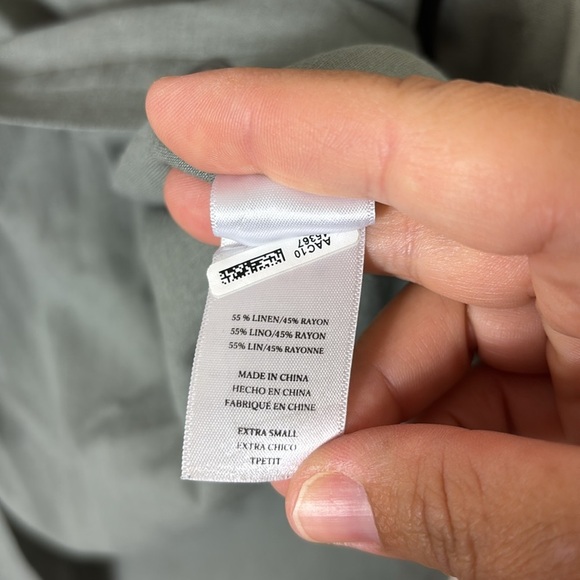 AAC10
15367
55 % LINEN/45% RAYON
55% LINO/45% RAYON
55% LIN/45% RAYONNE
MADE IN CHINA
HECHO EN CHINA
FABRIQUÉ EN CHINE
EXTRA SMALL
EXTRA CHICO
TPETIT